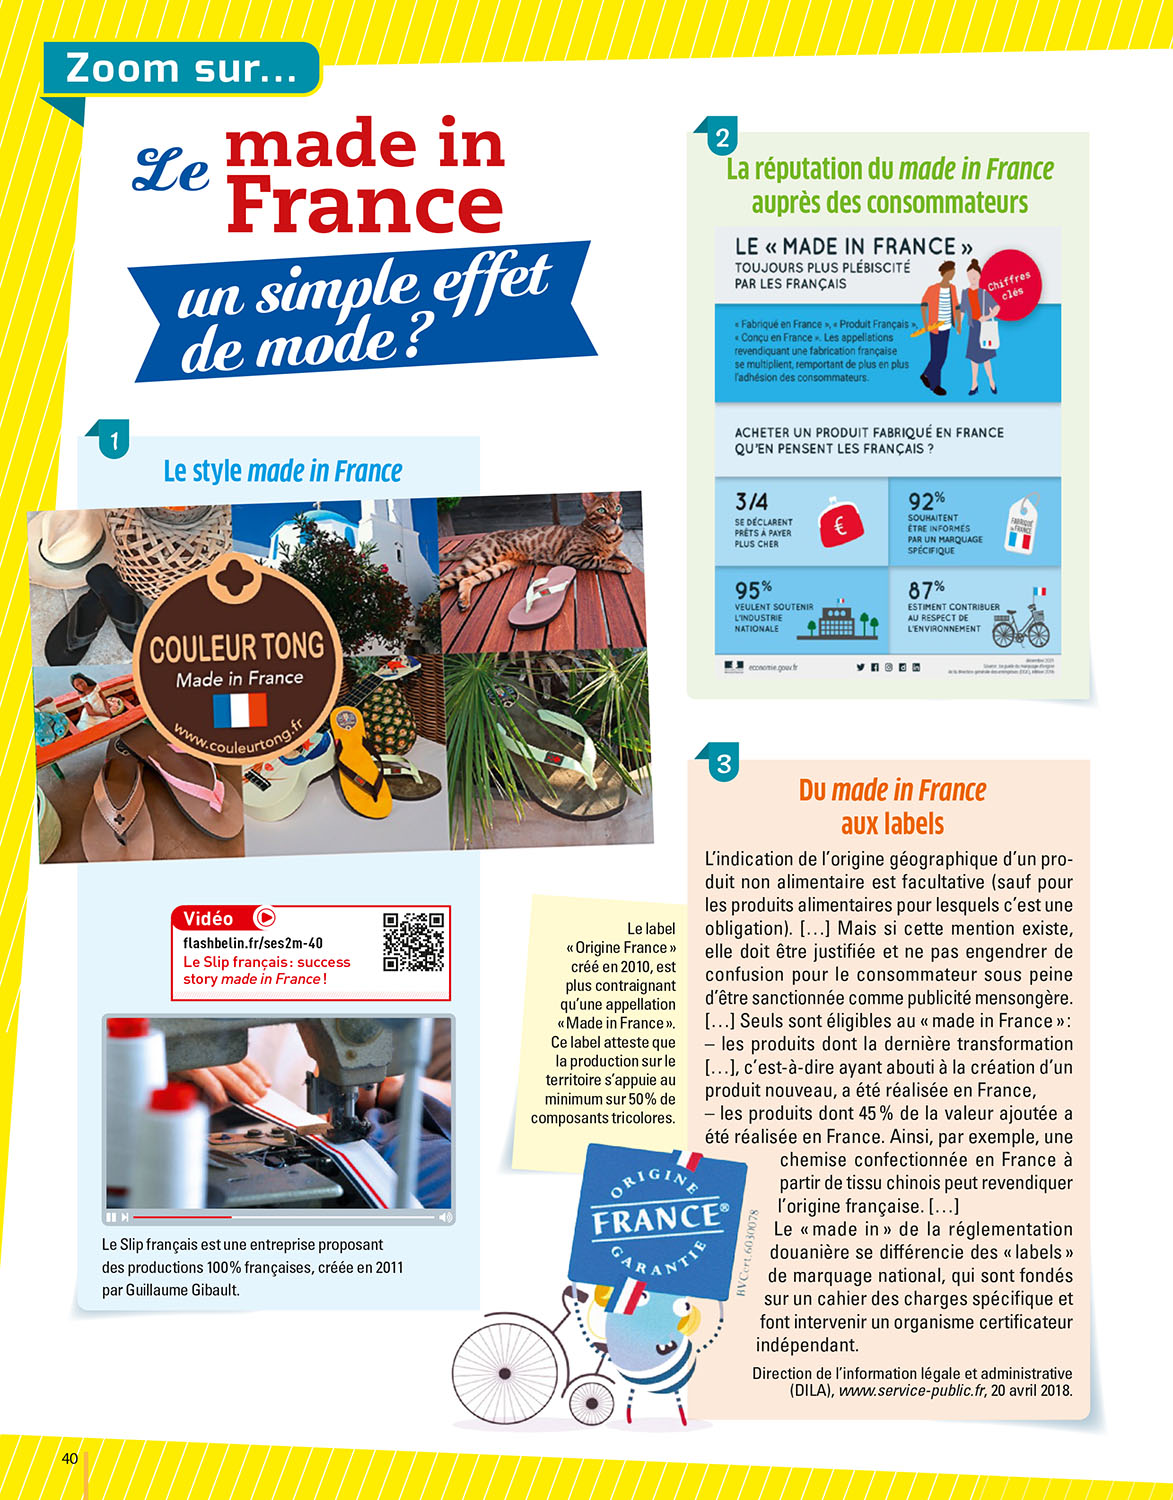 Zoom sur...
Le made in
France
un simple effet
de mode ?
1
Le style made in France
COULEUR TONG
Made in France
www.couleurtong.fr
Vidéo
flashbelin.fr/ses2m-40
Le Slip français : success
story made in France !
Le Slip français est une entreprise proposant
des productions 100 % françaises, créée en 2011
par Guillaume Gibault.
2
La réputation du made in France
auprès des consommateurs
LE « MADE IN FRANCE »
TOUJOURS PLUS PLÉBISCITÉ
PAR LES FRANÇAIS
Chiffres
clés
« Fabriqué en France », « Produit Français »,
« Conçu en France ». Les appellations
revendiquant une fabrication française
se multiplient, remportant de plus en plus
l'adhésion des consommateurs.
ACHETER UN PRODUIT FABRIQUÉ EN FRANCE
QU'EN PENSENT LES FRANÇAIS ?
3/4
SE DÉCLARENT
PRÊTS À PAYER
PLUS CHER
€
92%
SOUHAITENT
ÊTRE INFORMÉS
PAR UN MARQUAGE
SPÉCIFIQUE
FABRIQUÉ
EN FRANCE
95%
VEULENT SOUTENIR
L'INDUSTRIE
NATIONALE
87%
ESTIMENT CONTRIBUER
AU RESPECT DE
L'ENVIRONNEMENT
economie.gouv.fr
3
Du made in France
aux labels
L'indication de l'origine géographique d'un pro-
duit non alimentaire est facultative (sauf pour
les produits alimentaires pour lesquels c'est une
obligation). […] Mais si cette mention existe,
elle doit être justifiée et ne pas engendrer de
confusion pour le consommateur sous peine
d'être sanctionnée comme publicité mensongère.
[…] Seuls sont éligibles au « made in France » :
– les produits dont la dernière transformation
[…], c'est-à-dire ayant abouti à la création d'un
produit nouveau, a été réalisée en France,
– les produits dont 45 % de la valeur ajoutée a
été réalisée en France. Ainsi, par exemple, une
chemise confectionnée en France à
partir de tissu chinois peut revendiquer
l'origine française. […]
Le « made in » de la réglementation
douanière se différencie des « labels »
de marquage national, qui sont fondés
sur un cahier des charges spécifique et
font intervenir un organisme certificateur
indépendant.
Direction de l'information légale et administrative
(DILA), www.service-public.fr, 20 avril 2018.
Le label
« Origine France »
créé en 2010, est
plus contraignant
qu'une appellation
« Made in France ».
Ce label atteste que
la production sur le
territoire s'appuie au
minimum sur 50 % de
composants tricolores.
ORIGINE
FRANCE®
GARANTIE
BVCert.6030078
40